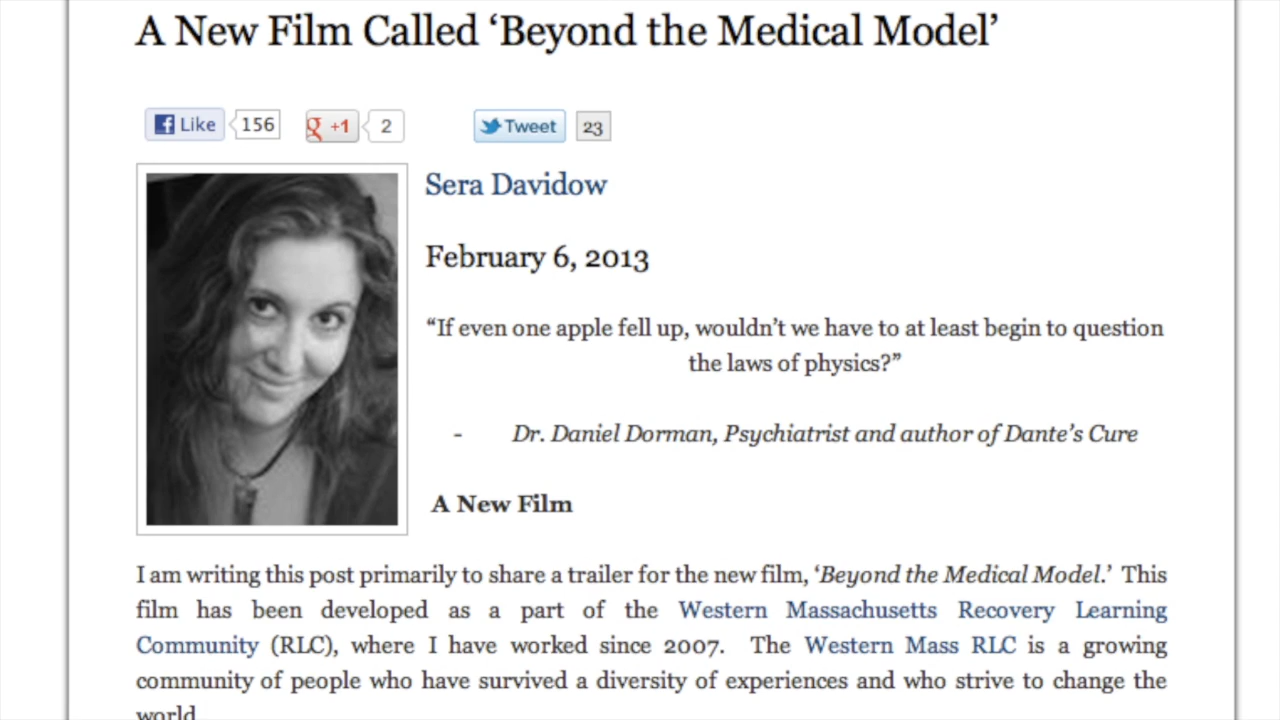 A New Film Called ‘Beyond the Medical Model’
Like 156 +1 2 Tweet 23
Sera Davidow
February 6, 2013
“If even one apple fell up, wouldn’t we have to at least begin to question
the laws of physics?”
- Dr. Daniel Dorman, Psychiatrist and author of Dante’s Cure
A New Film
I am writing this post primarily to share a trailer for the new film, ‘Beyond the Medical Model.’ This
film has been developed as a part of the Western Massachusetts Recovery Learning
Community (RLC), where I have worked since 2007. The Western Mass RLC is a growing
community of people who have survived a diversity of experiences and who strive to change the
world